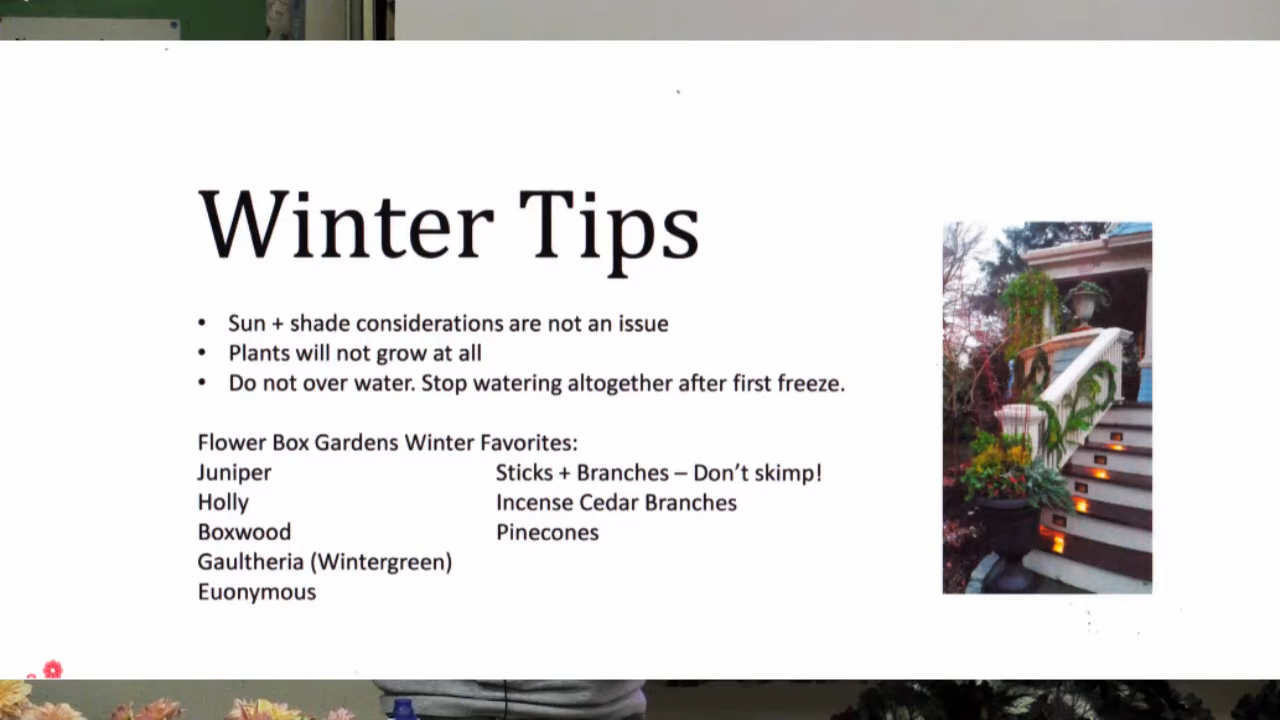 Winter Tips
• Sun + shade considerations are not an issue
• Plants will not grow at all
• Do not over water. Stop watering altogether after first freeze.
Flower Box Gardens Winter Favorites:
Juniper
Holly
Boxwood
Gaultheria (Wintergreen)
Euonymous
Sticks + Branches – Don't skimp!
Incense Cedar Branches
Pinecones